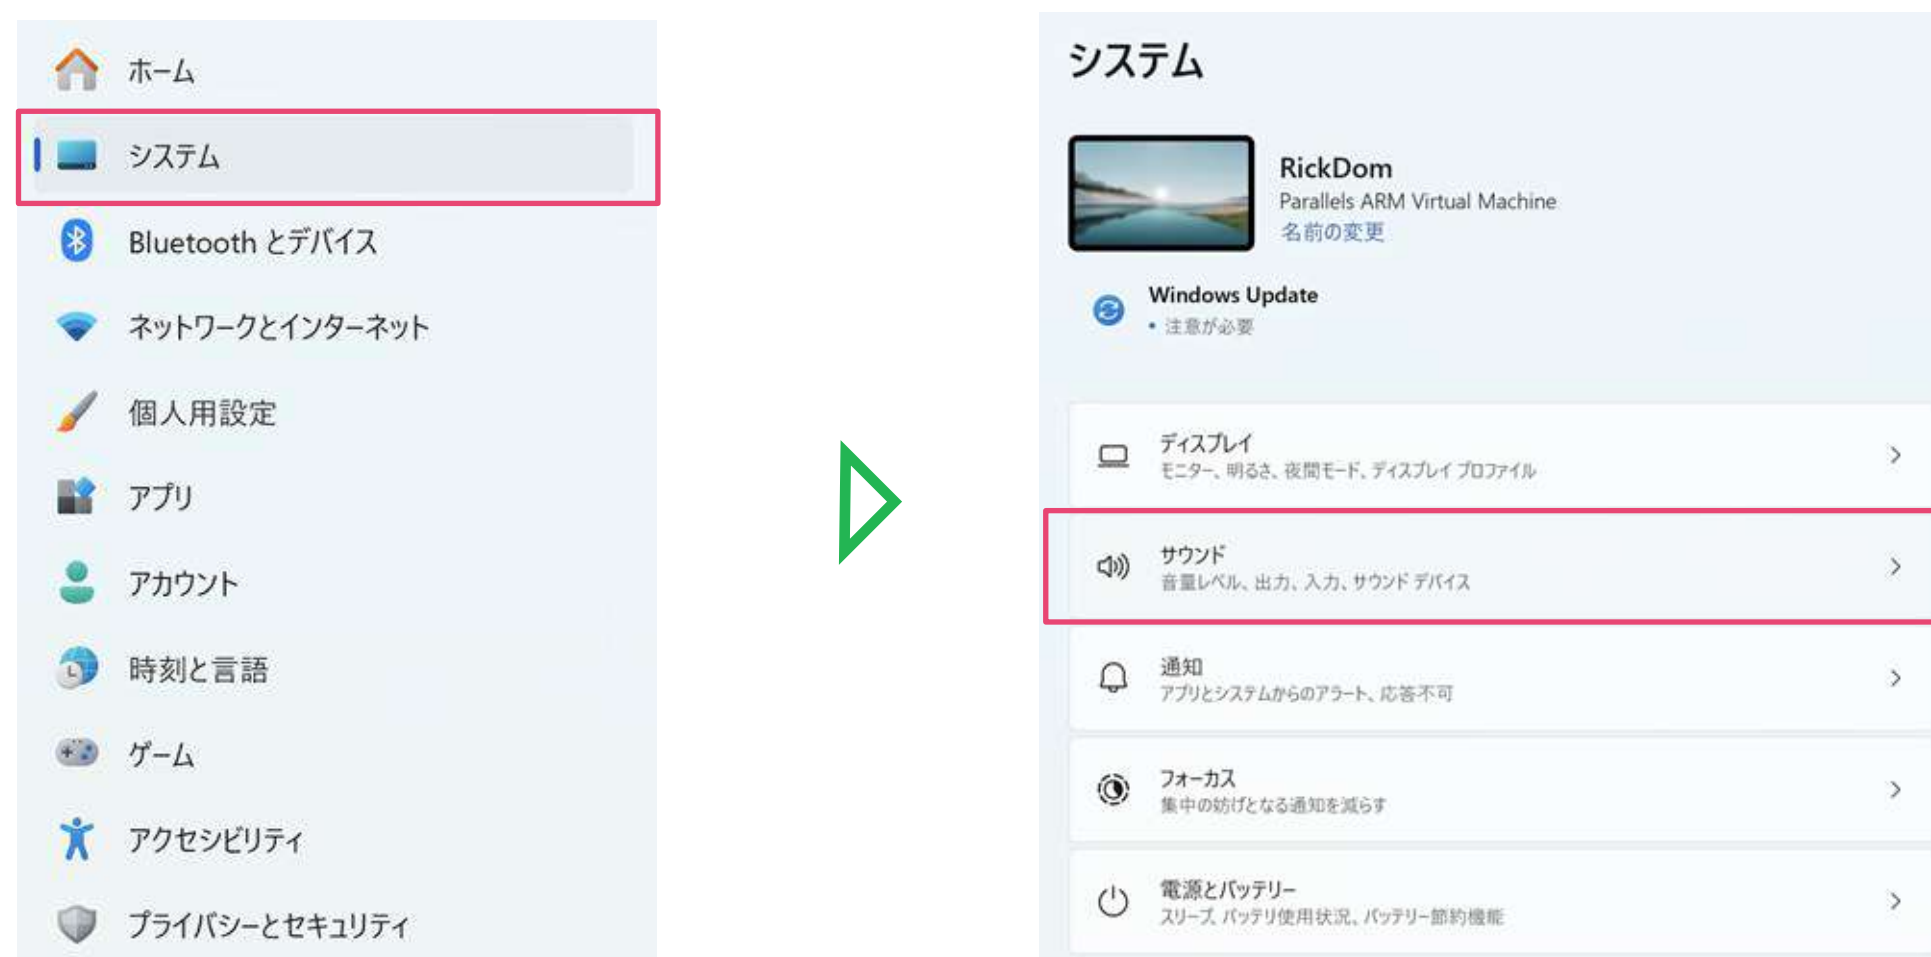 ホーム
システム
Bluetooth とデバイス
ネットワークとインターネット
個人用設定
アプリ
アカウント
時刻と言語
ゲーム
アクセシビリティ
プライバシーとセキュリティ
システム
RickDom
Parallels ARM Virtual Machine
名前の変更
Windows Update
• 注意が必要
ディスプレイ
モニター、明るさ、夜間モード、ディスプレイ プロファイル
サウンド
音量レベル、出力、入力、サウンド デバイス
通知
アプリとシステムからのアラート、応答不可
フォーカス
集中の妨げとなる通知を減らす
電源とバッテリー
スリープ、バッテリ使用状況、バッテリー節約機能